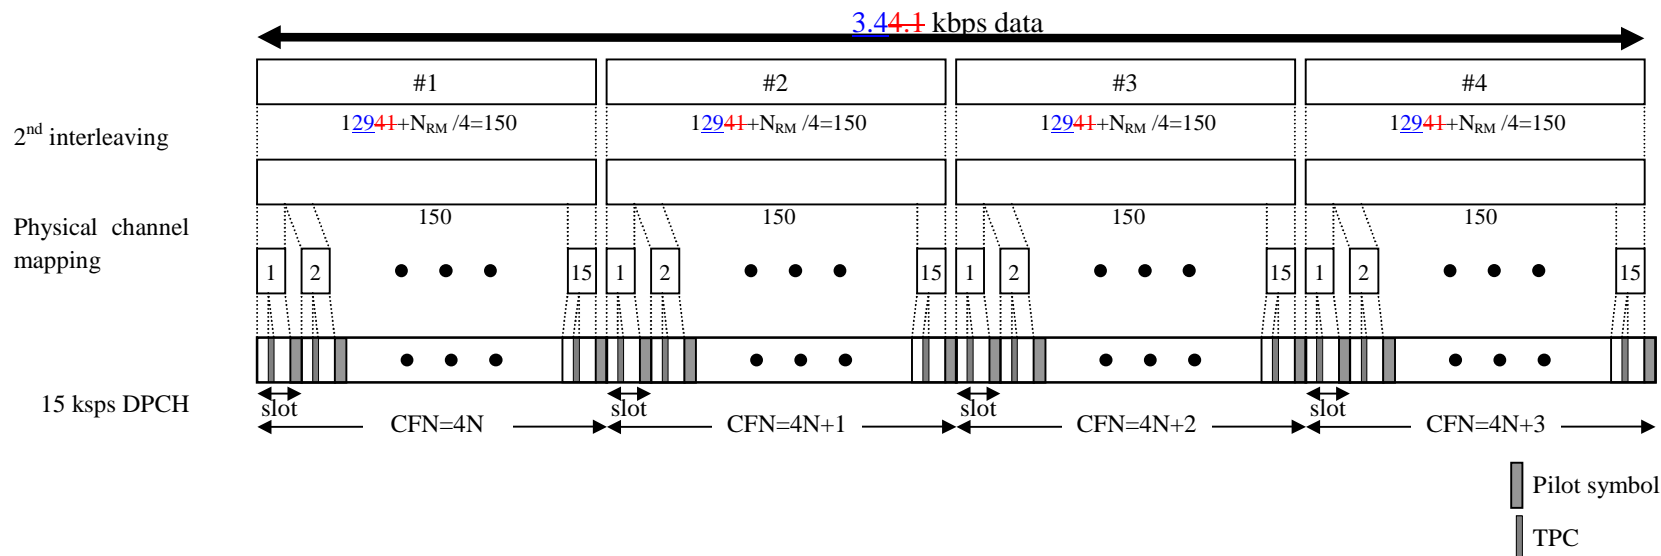 3.44.1 kbps data
#1 #2 #3 #4
2nd interleaving
12941+NRM /4=150 12941+NRM /4=150 12941+NRM /4=150 12941+NRM /4=150
150 150 150 150
Physical channel
mapping
1 2 15 1 2 15 1 2 15 1 2 15
15 ksps DPCH
slot slot slot slot
CFN=4N CFN=4N+1 CFN=4N+2 CFN=4N+3
Pilot symbol
TPC